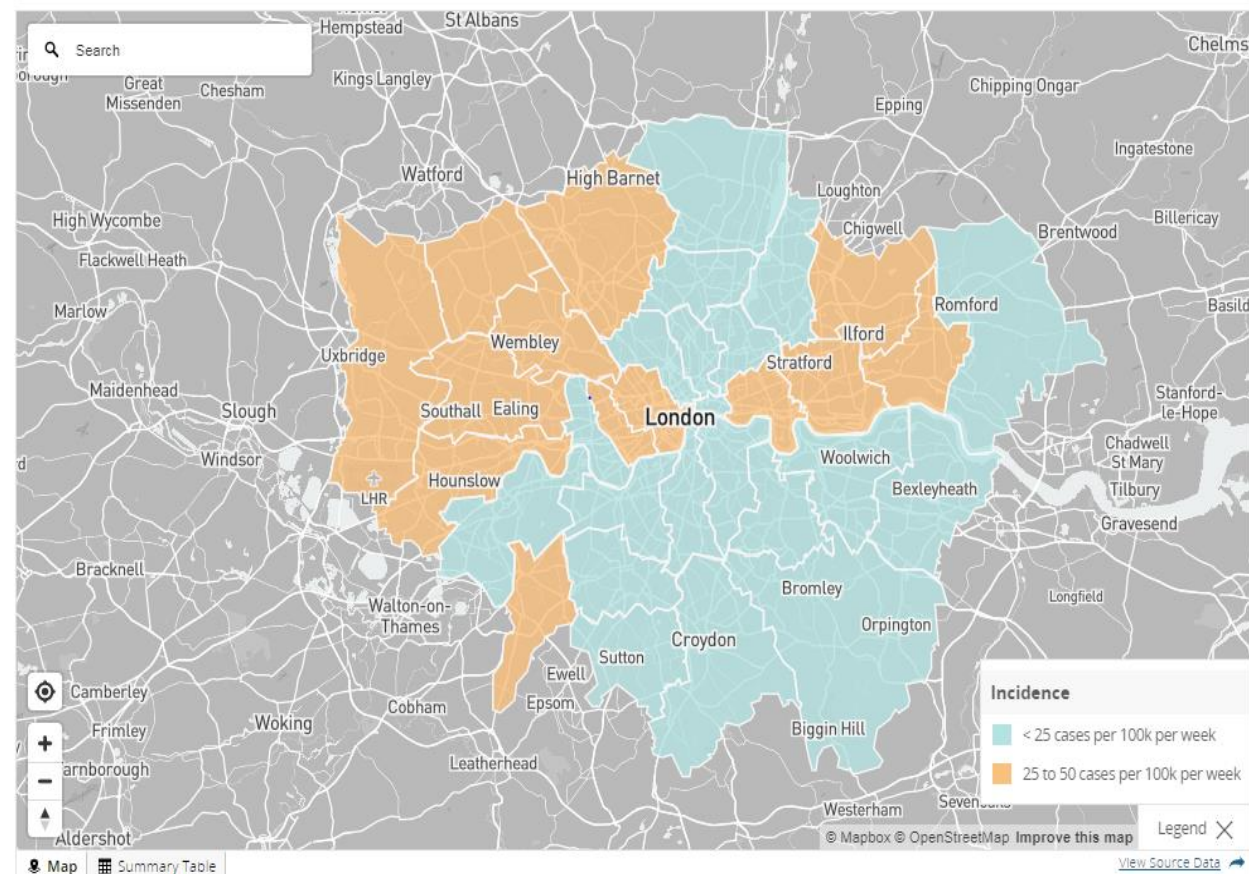 Hempstead
St Albans
Search
Chelms
Great
Missenden
Chesham
Kings Langley
Chipping Ongar
Epping
Ingatestone
Watford
High Barnet
Loughton
High Wycombe
Chigwell
Billericay
Brentwood
Flackwell Heath
Romford
Basild
Marlow
Ilford
Wembley
Uxbridge
Stratford
Maidenhead
Stanford-
le-Hope
Slough
Southall
Ealing
London
Chadwell
St Mary
Windsor
Woolwich
Hounslow
Bexleyheath
LHR
Tilbury
Gravesend
Bracknell
Bromley
Longfield
Walton-on-
Thames
Orpington
Croydon
Sutton
Ewell
Camberley
Epsom
Cobham
Frimley
Woking
Biggin Hill
Incidence
< 25 cases per 100k per week
25 to 50 cases per 100k per week
arnborough
Leatherhead
Westerham
Aldershot
© Mapbox © OpenStreetMap Improve this map
Legend
Map
Summary Table
View Source Data